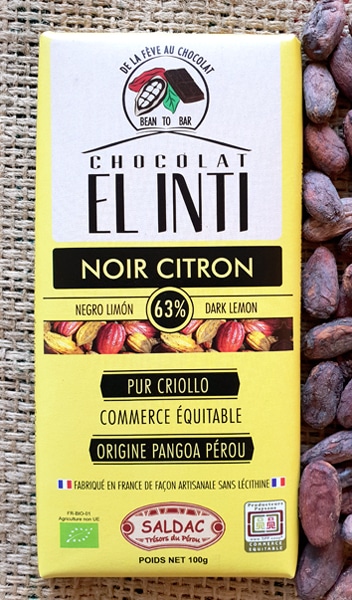 DE LA FÈVE AU CHOCOLAT
BEAN TO BAR
CHOCOLAT
EL INTI
NOIR CITRON
NEGRO LIMÓN 63% DARK LEMON
PUR CRIOLLO
COMMERCE ÉQUITABLE
ORIGINE PANGOA PÉROU
FABRIQUÉ EN FRANCE DE FAÇON ARTISANALE SANS LÉCITHINE
FR-BIO-01
Agriculture non UE
SALDAC
Trésors du Pérou
POIDS NET 100g
Producteurs
Paysans
COMMERCE
ÉQUITABLE